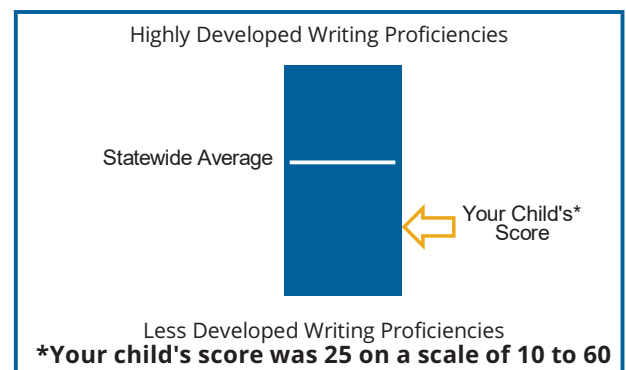 Highly Developed Writing Proficiencies
Statewide Average
Your Child's*
Score
Less Developed Writing Proficiencies
*Your child's score was 25 on a scale of 10 to 60